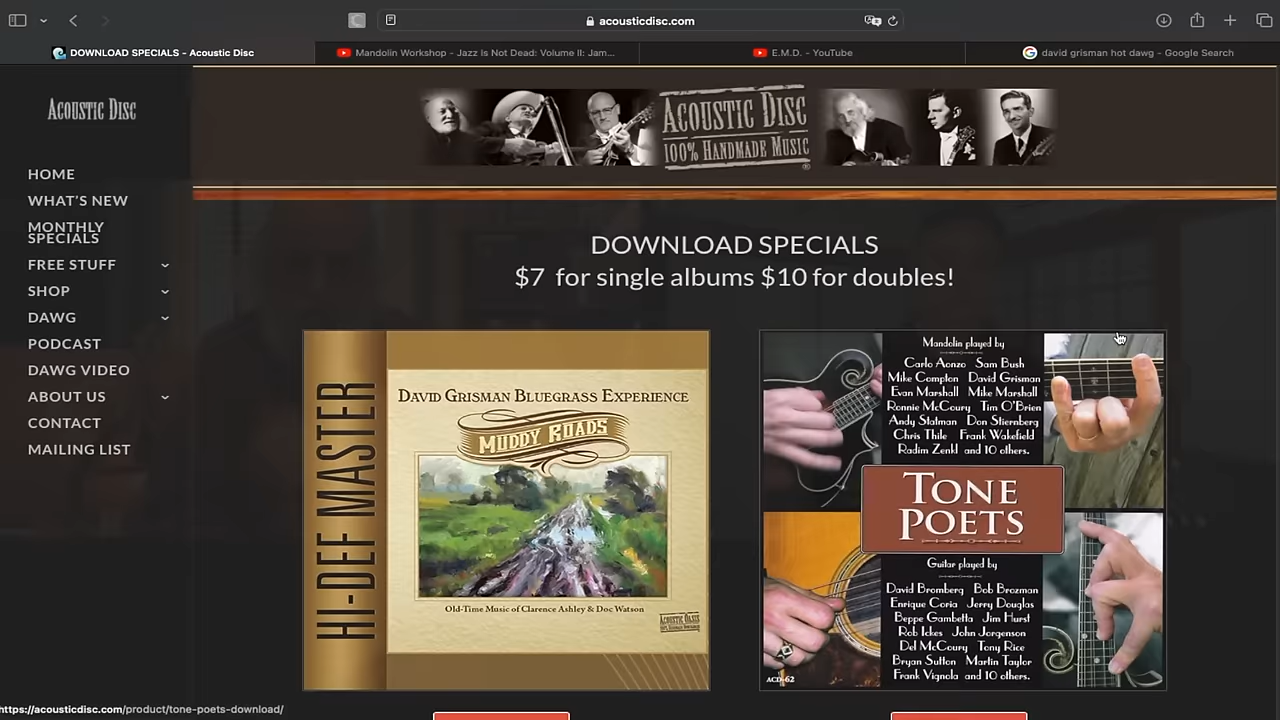 acousticdisc.com
DOWNLOAD SPECIALS - Acoustic Disc
Mandolin Workshop - Jazz Is Not Dead: Volume II: Jam...
E.M.D. - YouTube
david grisman hot dawg - Google Search
ACOUSTIC DISC
HOME
WHAT'S NEW
MONTHLY
SPECIALS
FREE STUFF
SHOP
DAWG
PODCAST
DAWG VIDEO
ABOUT US
CONTACT
MAILING LIST
ACOUSTIC DISC
100% HANDMADE MUSIC
DOWNLOAD SPECIALS
$7 for single albums $10 for doubles!
HI-DEF MASTER
DAVID GRISMAN BLUEGRASS EXPERIENCE
MUDDY ROADS
Old-Time Music of Clarence Ashley & Doc Watson
ACOUSTIC OASIS
Mandolin played by
Carlo Aonzo Sam Bush
Mike Compton David Grisman
Evan Marshall Mike Marshall
Ronnie McCoury Tim O'Brien
Andy Statman Don Stiernberg
Chris Thile Frank Wakefield
Radim Zenkl and 10 others.
TONE
POETS
Guitar played by
David Bromberg Bob Brozman
Enrique Coria Jerry Douglas
Beppe Gambetta Jim Hurst
Rob Ickes John Jorgenson
Del McCoury Tony Rice
Bryan Sutton Martin Taylor
Frank Vignola and 10 others.
ACD-62
https://acousticdisc.com/product/tone-poets-download/